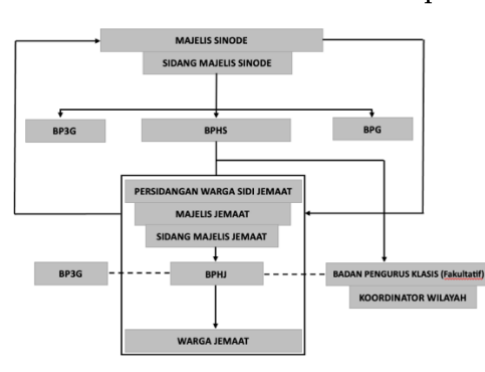 MAJELIS SINODE
SIDANG MAJELIS SINODE
BP3G
BPHS
BPG
PERSIDANGAN WARGA SIDI JEMAAT
MAJELIS JEMAAT
SIDANG MAJELIS JEMAAT
BP3G
BPHJ
BADAN PENGURUS KLASIS (Fakultatif)
KOORDINATOR WILAYAH
WARGA JEMAAT